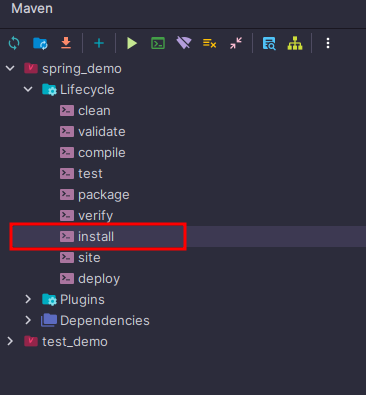 Maven
spring_demo
Lifecycle
clean
validate
compile
test
package
verify
install
site
deploy
Plugins
Dependencies
test_demo